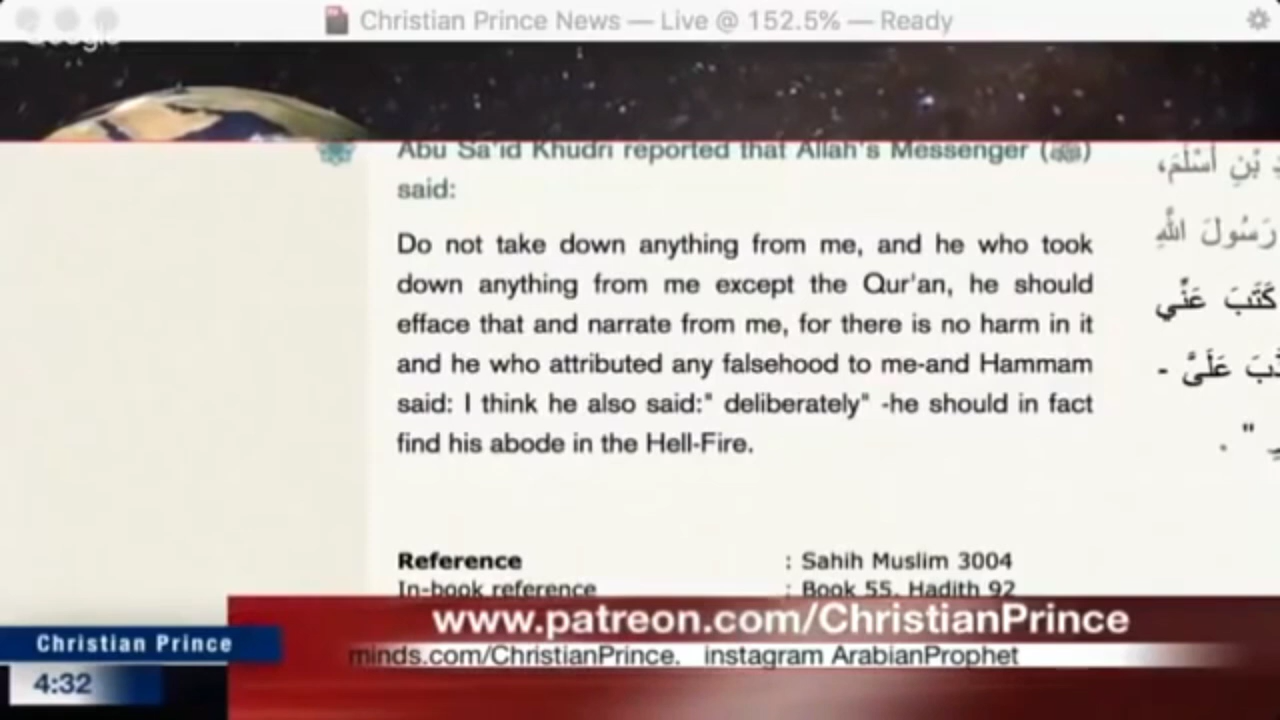 Christian Prince News — Live @ 152.5% — Ready
Google
Abu Sa'id Khudri reported that Allah's Messenger (ﷺ)
said:
Do not take down anything from me, and he who took
down anything from me except the Qur'an, he should
efface that and narrate from me, for there is no harm in it
and he who attributed any falsehood to me-and Hammam
said: I think he also said:" deliberately" -he should in fact
find his abode in the Hell-Fire.
بْنِ أَسْلَمَ،
رَسُولَ اللَّهِ
كَتَبَ عَنِّي
عَلَىَّ -
" .
Reference : Sahih Muslim 3004
In-book reference : Book 55, Hadith 92
www.patreon.com/ChristianPrince
Christian Prince
minds.com/ChristianPrince. instagram ArabianProphet
4:32